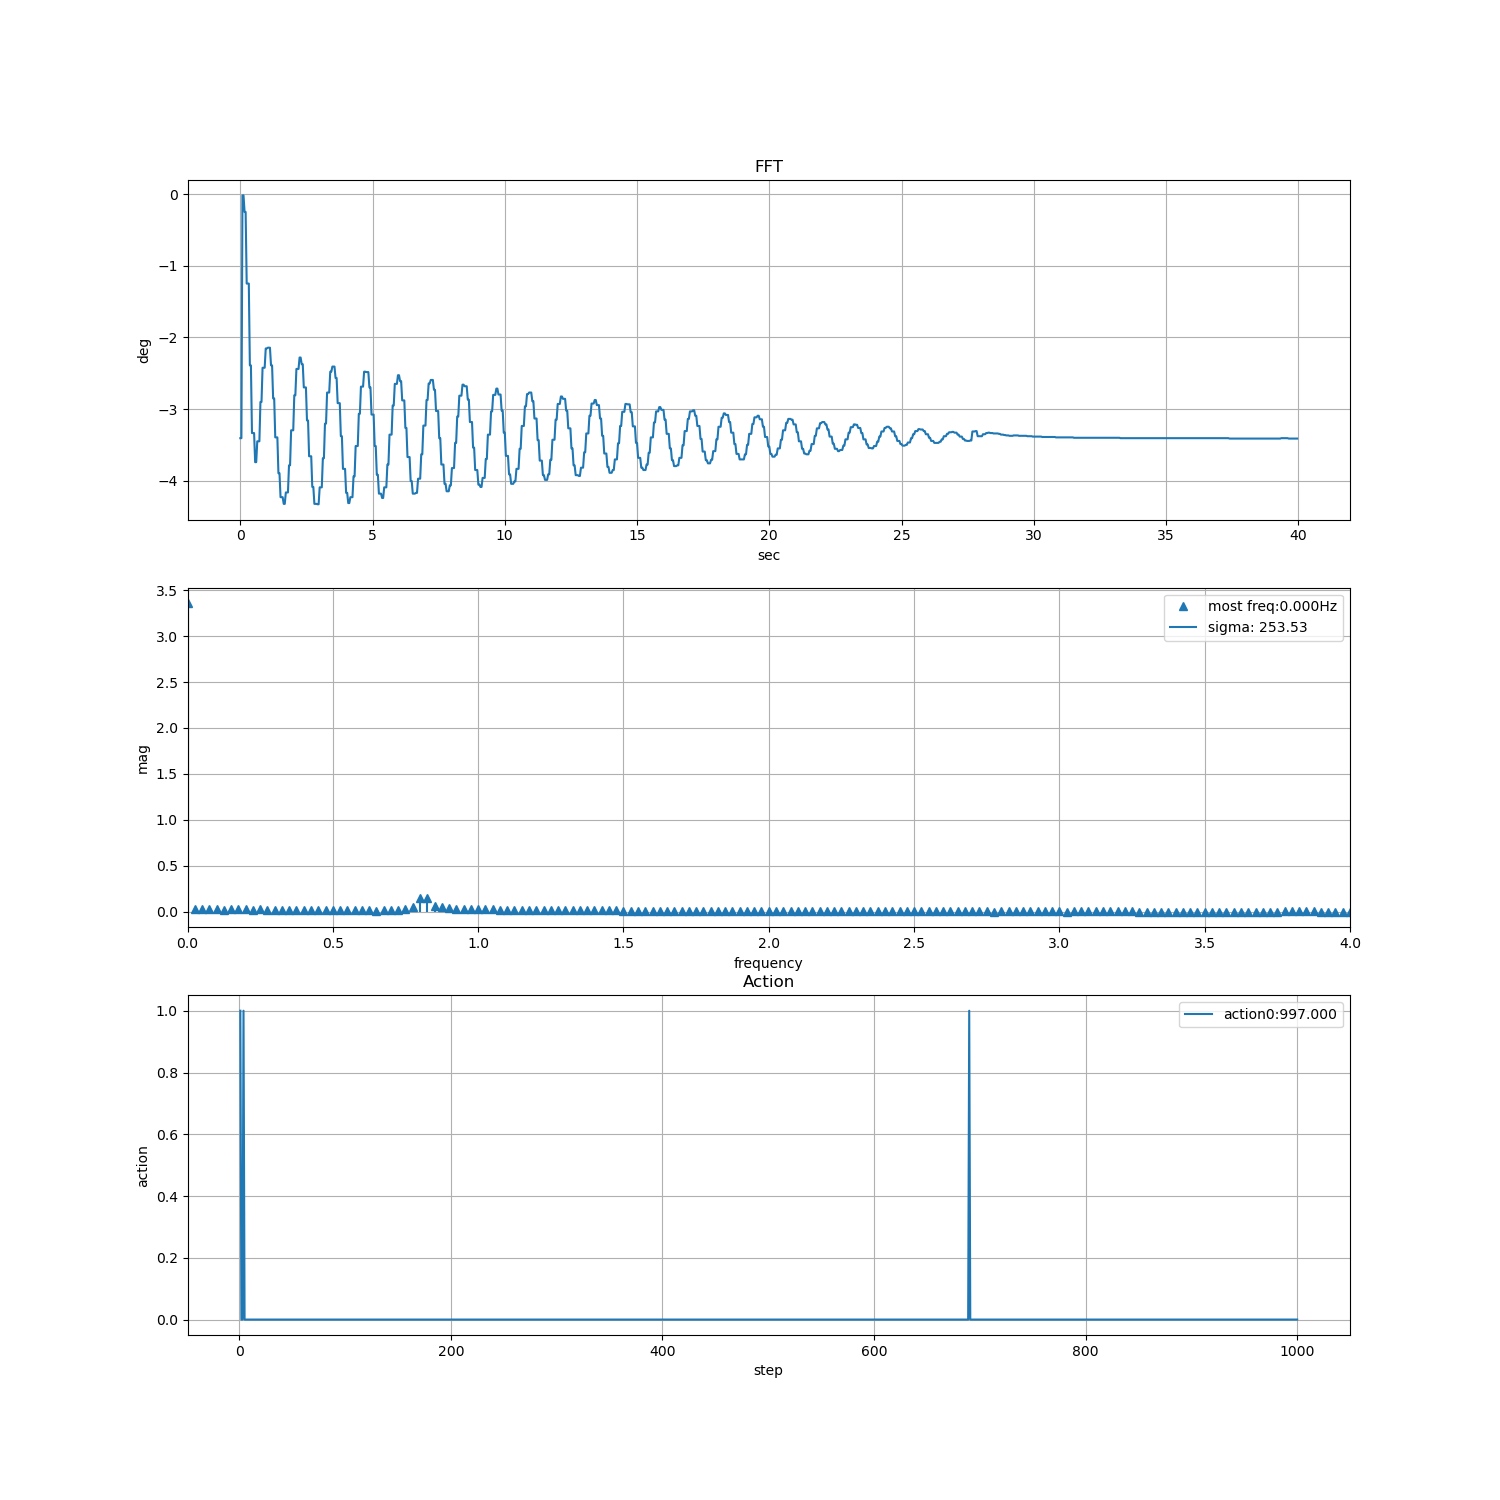 FFT
0
−1
−2
−3
−4
deg
0 5 10 15 20 25 30 35 40
sec
3.5
3.0
2.5
2.0
1.5
1.0
0.5
0.0
mag
most freq:0.000Hz
sigma: 253.53
0.0 0.5 1.0 1.5 2.0 2.5 3.0 3.5 4.0
frequency
Action
1.0
0.8
0.6
0.4
0.2
0.0
action
action0:997.000
0 200 400 600 800 1000
step